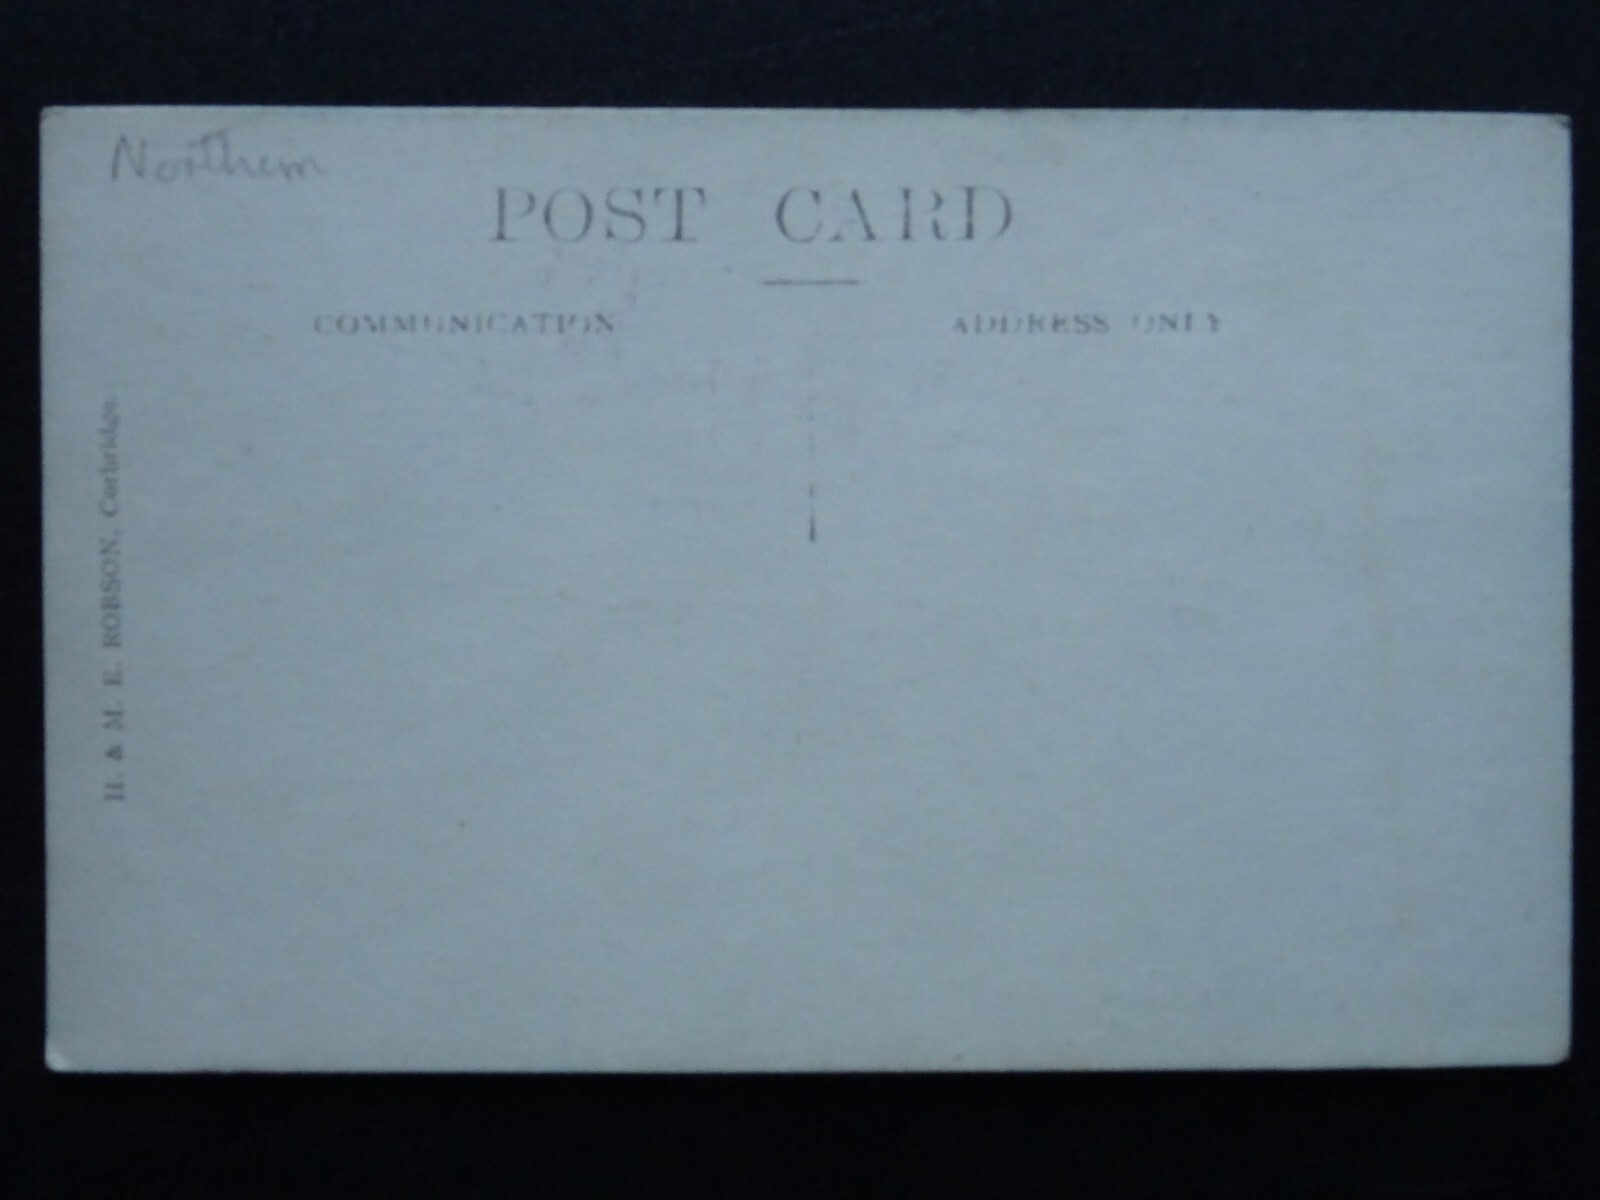 Northern
POST CARD
COMMUNICATION
ADDRESS ONLY
H. & M. E. ROBSON, Corbridge.